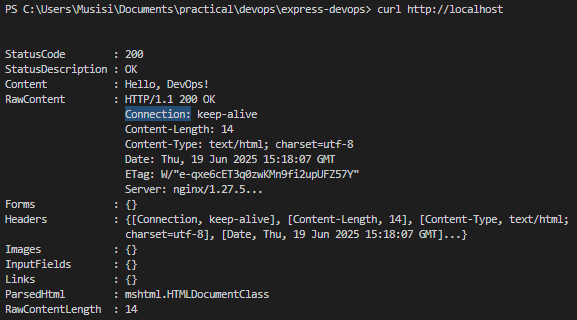 PS C:\Users\Musisi\Documents\practical\devops\express-devops> curl http://localhost
StatusCode        : 200
StatusDescription : OK
Content           : Hello, DevOps!
RawContent        : HTTP/1.1 200 OK
                    Connection: keep-alive
                    Content-Length: 14
                    Content-Type: text/html; charset=utf-8
                    Date: Thu, 19 Jun 2025 15:18:07 GMT
                    ETag: W/"e-qxe6cET3q0zwKMn9fi2upUFZ57Y"
                    Server: nginx/1.27.5...
Forms             : {}
Headers           : {[Connection, keep-alive], [Content-Length, 14], [Content-Type, text/html;
                    charset=utf-8], [Date, Thu, 19 Jun 2025 15:18:07 GMT]...}
Images            : {}
InputFields       : {}
Links             : {}
ParsedHtml        : mshtml.HTMLDocumentClass
RawContentLength  : 14